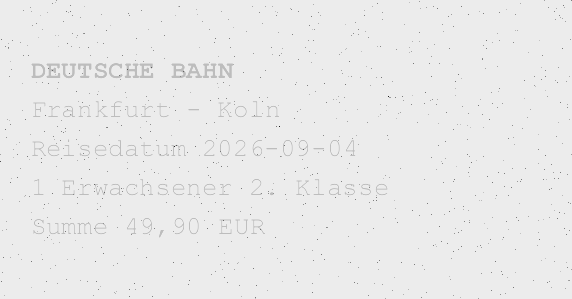 DEUTSCHE BAHN
Frankfurt - Koln
Reisedatum 2026-09-04
1 Erwachsener 2. Klasse
Summe 49,90 EUR